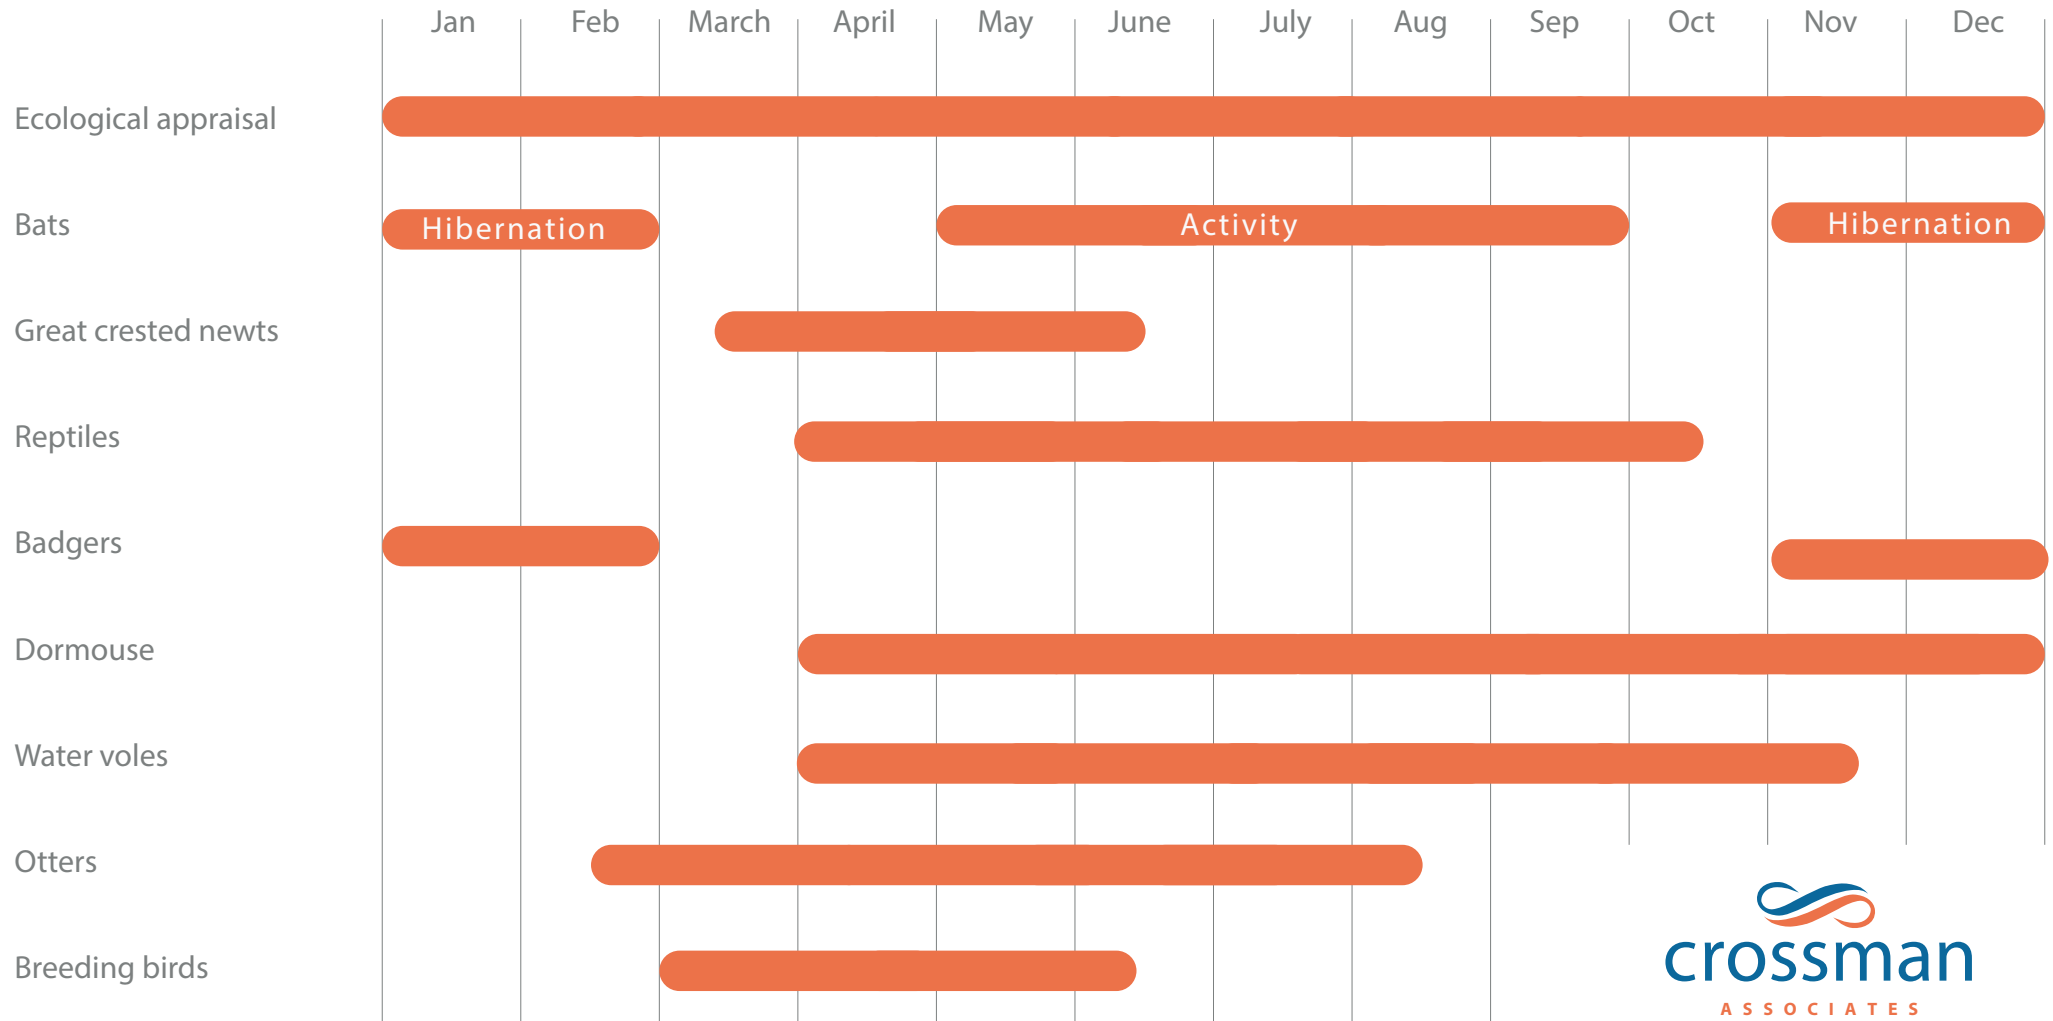 Jan Feb March April May June July Aug Sep Oct Nov Dec
Ecological appraisal
Bats Hibernation Activity Hibernation
Great crested newts
Reptiles
Badgers
Dormouse
Water voles
Otters
Breeding birds
crossman
ASSOCIATES